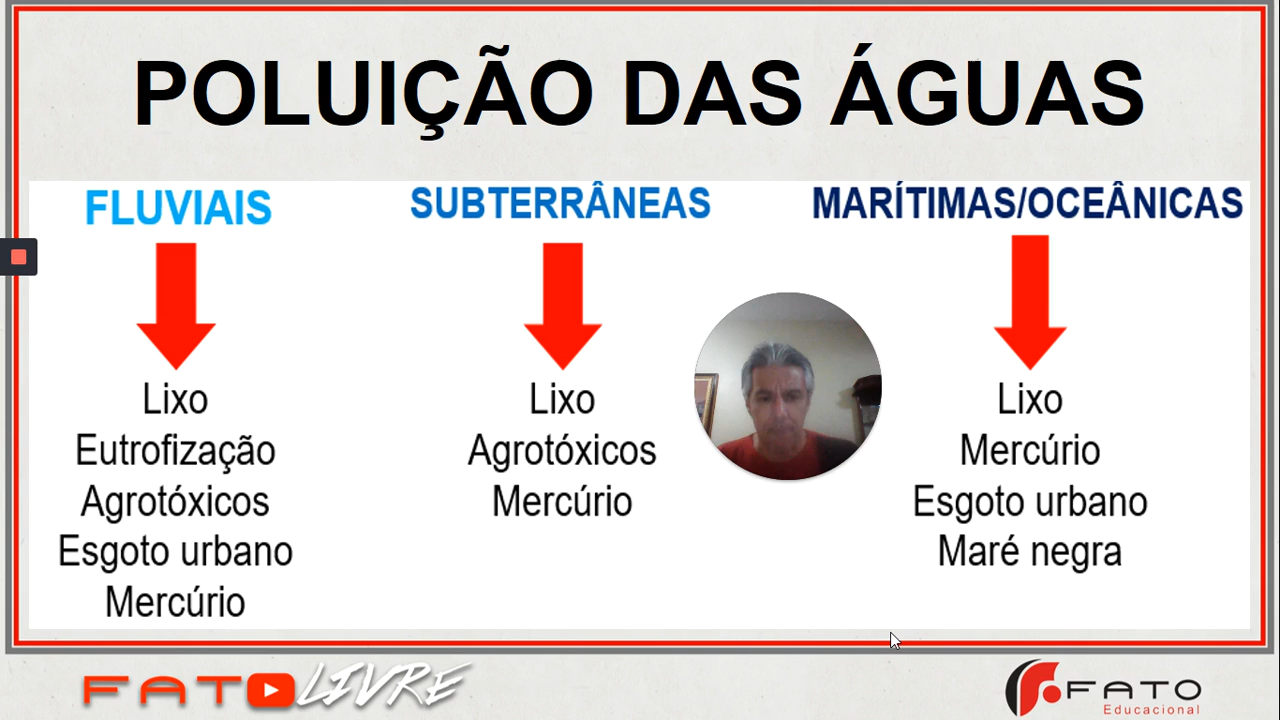 POLUIÇÃO DAS ÁGUAS
FLUVIAIS
Lixo
Eutrofização
Agrotóxicos
Esgoto urbano
Mercúrio
SUBTERRÂNEAS
Lixo
Agrotóxicos
Mercúrio
MARÍTIMAS/OCEÂNICAS
Lixo
Mercúrio
Esgoto urbano
Maré negra
FATO LIVRE
FATO
Educacional